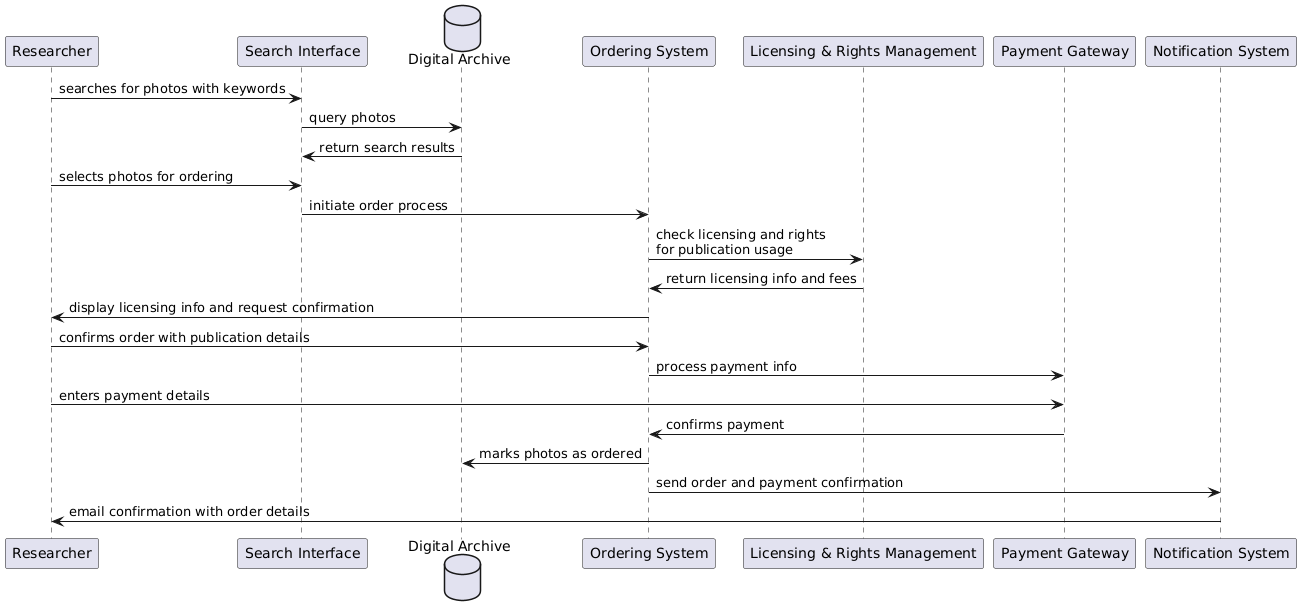 Researcher
Search Interface
Digital Archive
Ordering System
Licensing & Rights Management
Payment Gateway
Notification System
searches for photos with keywords
query photos
return search results
selects photos for ordering
initiate order process
check licensing and rights
for publication usage
return licensing info and fees
display licensing info and request confirmation
confirms order with publication details
process payment info
enters payment details
confirms payment
marks photos as ordered
send order and payment confirmation
email confirmation with order details
Researcher
Search Interface
Digital Archive
Ordering System
Licensing & Rights Management
Payment Gateway
Notification System